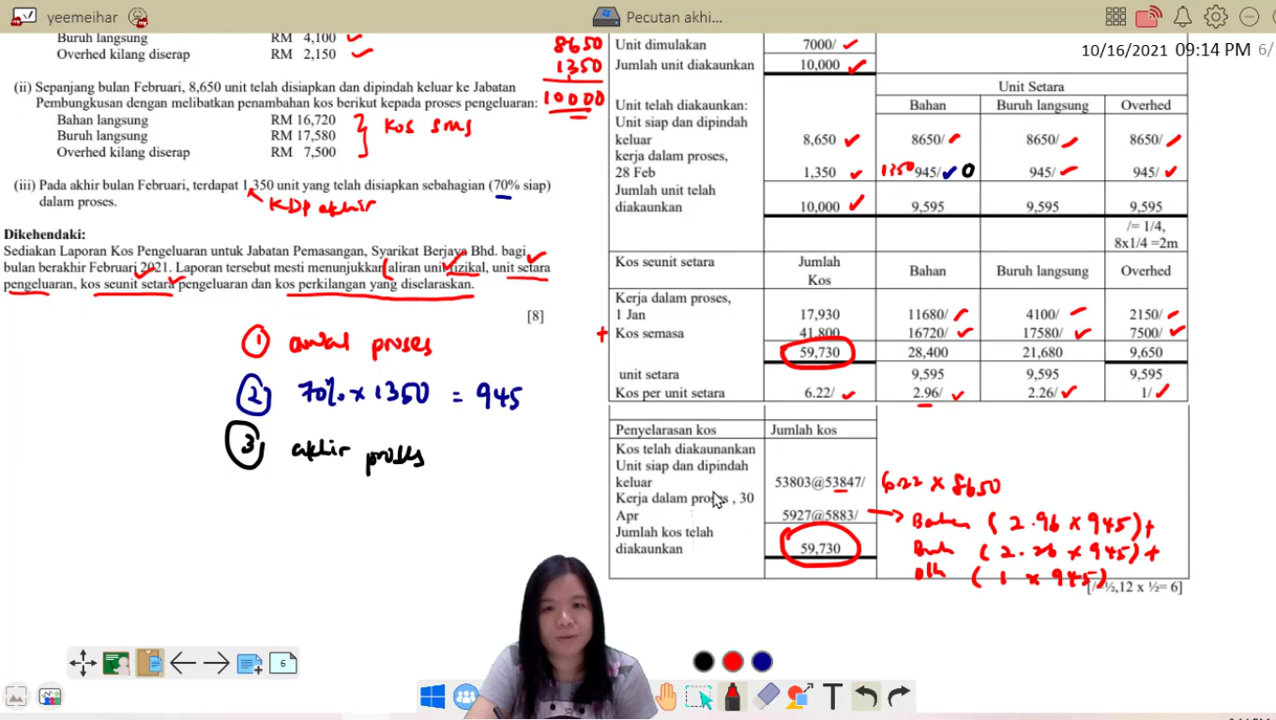 yeemeihar
Pecutan akhi...
10/16/2021 09:14 PM 6/
Buruh langsung RM 4,100
Overhed kilang diserap RM 2,150
(ii) Sepanjang bulan Februari, 8,650 unit telah disiapkan dan dipindah keluar ke Jabatan
Pembungkusan dengan melibatkan penambahan kos berikut kepada proses pengeluaran:
Bahan langsung RM 16,720
Buruh langsung RM 17,580
Overhed kilang diserap RM 7,500
} kos sms
(iii) Pada akhir bulan Februari, terdapat 1,350 unit yang telah disiapkan sebahagian (70% siap)
dalam proses.
KDP akhir
Dikehendaki:
Sediakan Laporan Kos Pengeluaran untuk Jabatan Pemasangan, Syarikat Berjaya Bhd. bagi
bulan berakhir Februari 2021. Laporan tersebut mesti menunjukkan aliran unit fizikal, unit setara
pengeluaran, kos seunit setara pengeluaran dan kos perkilangan yang diselaraskan.
[8]
① awal proses
② 70% x 1350 = 945
③ akhir proses
8650
1350
10000
Unit dimulakan 7000/
Jumlah unit diakaunkan 10,000
Unit Setara
Unit telah diakaunkan: Bahan Buruh langsung Overhed
Unit siap dan dipindah
keluar 8,650 8650/ 8650/ 8650/
kerja dalam proses,
28 Feb 1,350 1350 945/ 0 945/ 945/
Jumlah unit telah
diakaunkan 10,000 9,595 9,595 9,595
/= 1/4,
8x1/4 =2m
Kos seunit setara Jumlah
Kos Bahan Buruh langsung Overhed
Kerja dalam proses,
1 Jan 17,930 11680/ 4100/ 2150/
+ Kos semasa 41,800 16720/ 17580/ 7500/
59,730 28,400 21,680 9,650
unit setara 9,595 9,595 9,595
Kos per unit setara 6.22/ 2.96/ 2.26/ 1/
Penyelarasan kos Jumlah kos
Kos telah diakaunankan
Unit siap dan dipindah
keluar 53803@53847/ 6.22 x 8650
Kerja dalam proses , 30
Apr 5927@5883/ Bahan (2.96 x 945)+
Jumlah kos telah
diakaunkan 59,730
Buruh (2.26 x 945)+
Olh (1 x 945)
[/=½,12 x ½= 6]
6
T